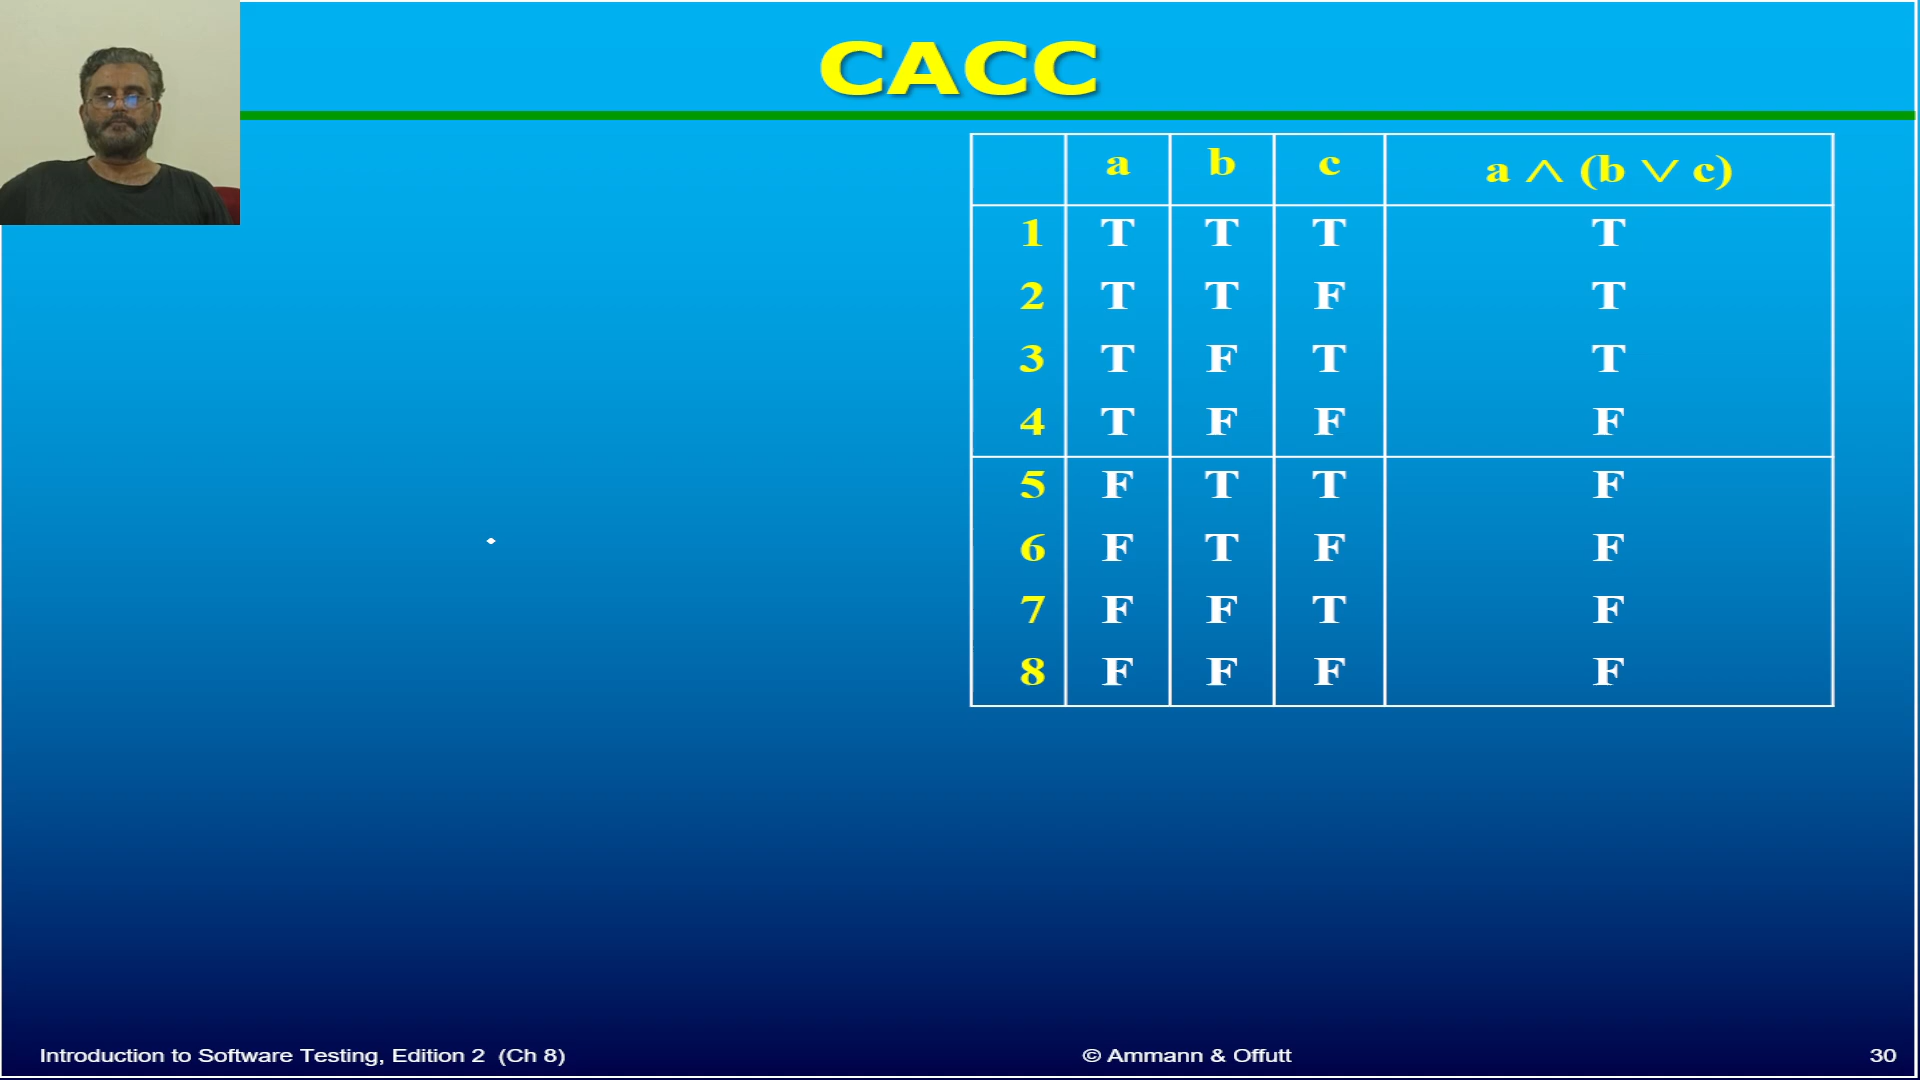 CACC
a b c a ∧ (b ∨ c)
1 T T T T
2 T T F T
3 T F T T
4 T F F F
5 F T T F
6 F T F F
7 F F T F
8 F F F F
Introduction to Software Testing, Edition 2 (Ch 8) © Ammann & Offutt 30